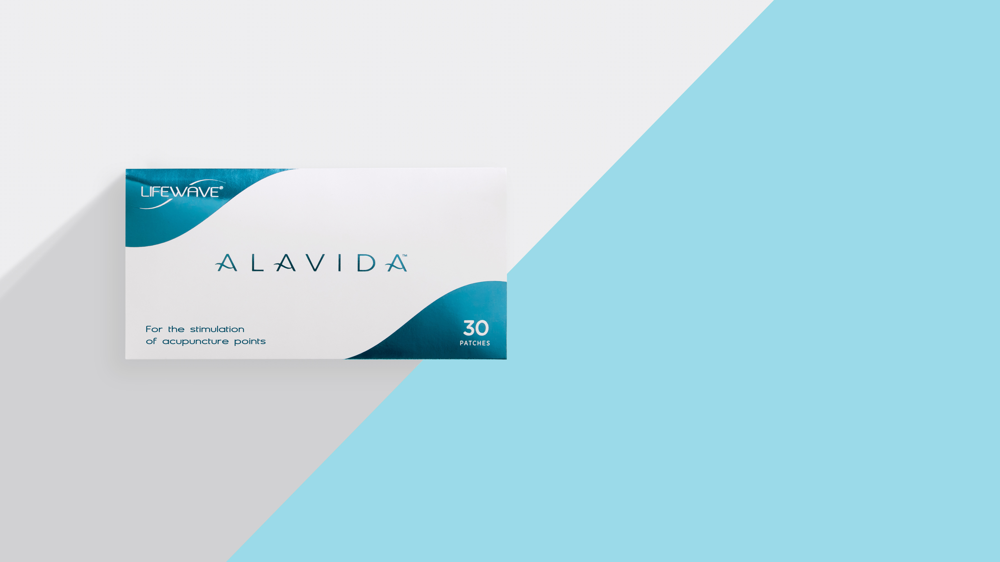 LIFEWAVE®
ALAVIDA™
For the stimulation
of acupuncture points
30
PATCHES